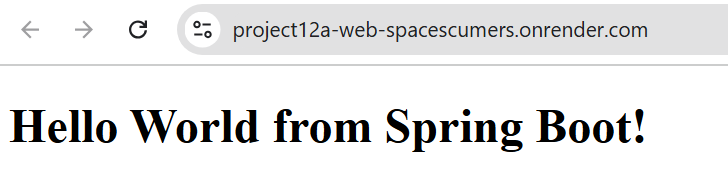 project12a-web-spacescumers.onrender.com
Hello World from Spring Boot!